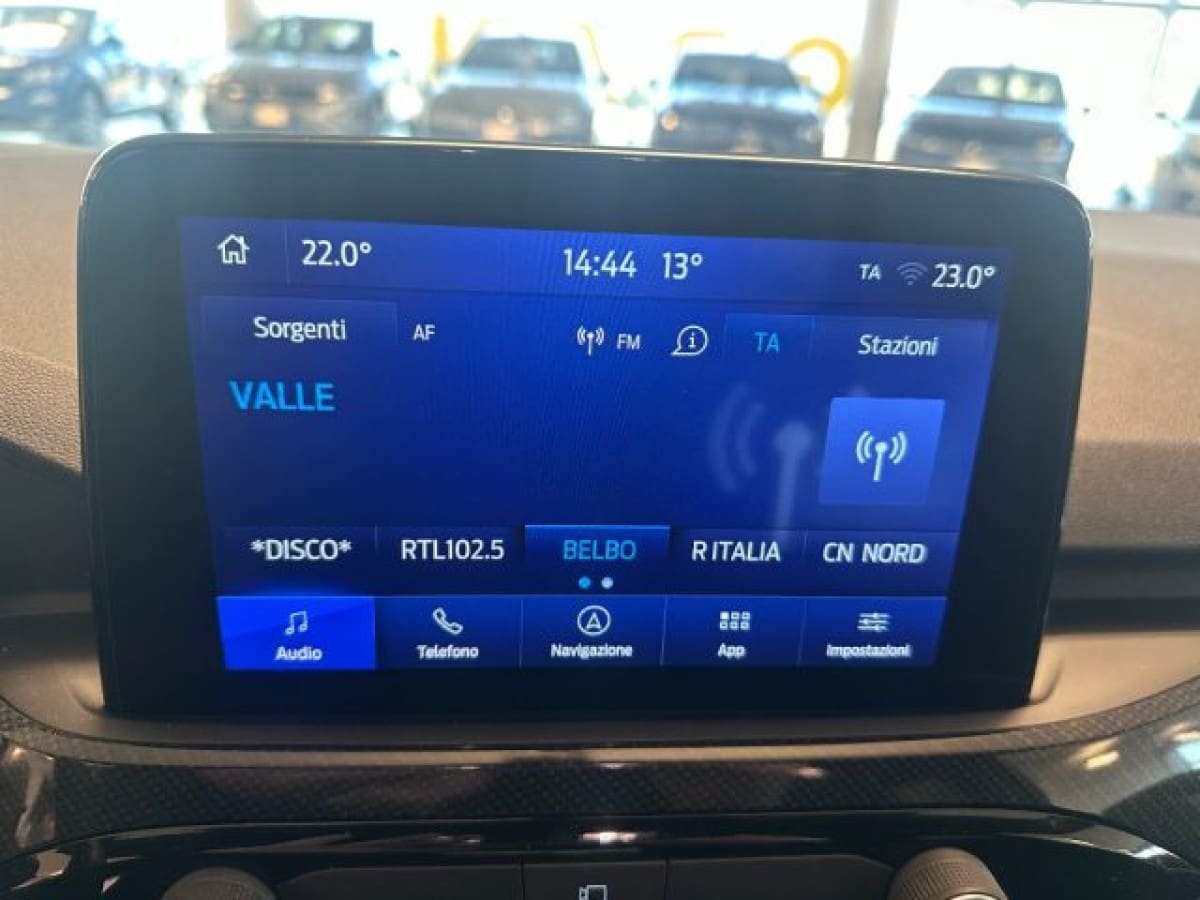 22.0° 14:44 13° TA 23.0°
Sorgenti AF FM TA Stazioni
VALLE
*DISCO* RTL102.5 BELBO R ITALIA CN NORD
Audio Telefono Navigazione App Impostazioni